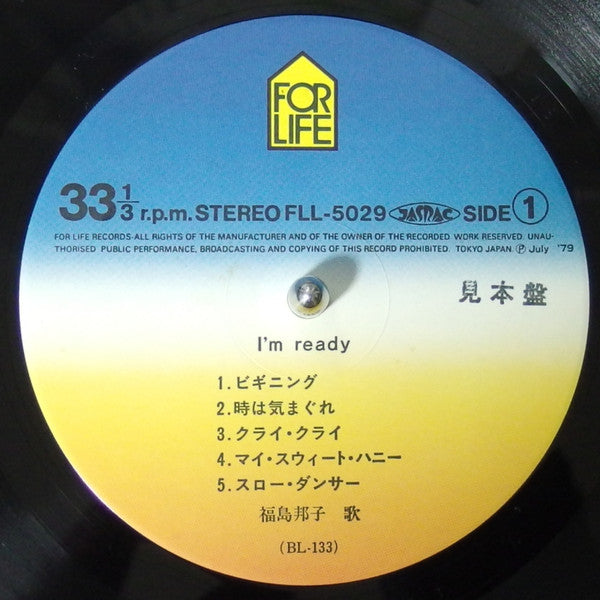 FOR
LIFE
33 1/3 r.p.m. STEREO FLL-5029 JASRAC SIDE 1
FOR LIFE RECORDS-ALL RIGHTS OF THE MANUFACTURER AND OF THE OWNER OF THE RECORDED WORK RESERVED. UNAU-
THORISED PUBLIC PERFORMANCE, BROADCASTING AND COPYING OF THIS RECORD PROHIBITED. TOKYO JAPAN. Ⓟ July '79
見本盤
I'm ready
1. ビギニング
2. 時は気まぐれ
3. クライ・クライ
4. マイ・スウィート・ハニー
5. スロー・ダンサー
福島邦子 歌
(BL-133)